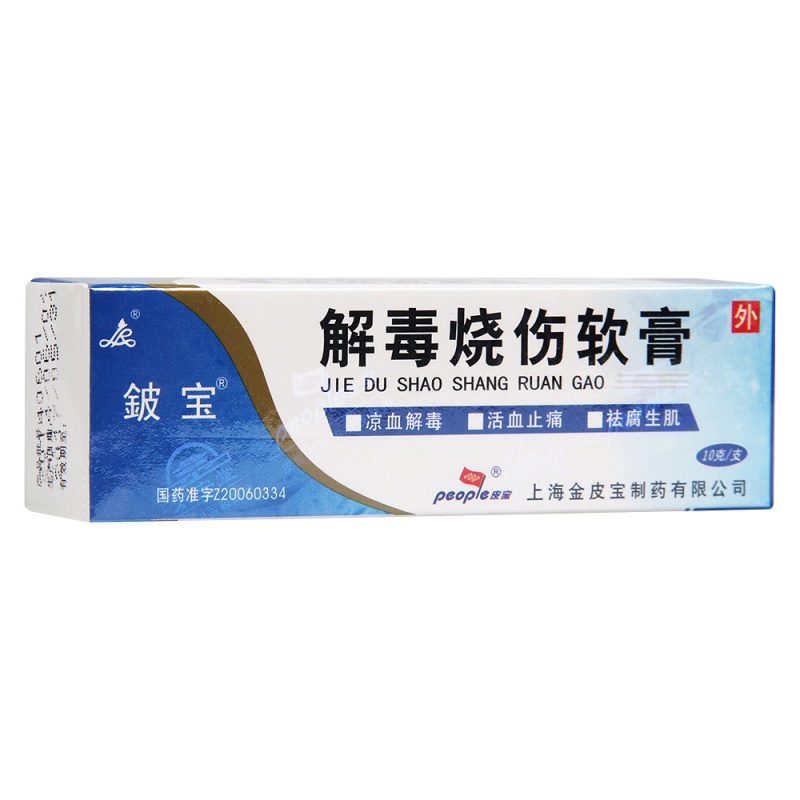 解毒烧伤软膏
外
JIE DU SHAO SHANG RUAN GAO
®
鈹宝®
凉血解毒 活血止痛 祛腐生肌
10克/支
国药准字Z20060334
people皮宝® 上海金皮宝制药有限公司